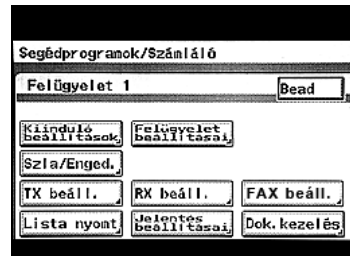 Segédprogramok/Számláló
Felügyelet 1
Bead
Kiinduló
beállítások
Felügyelet
beállításai
Szla/Enged.
TX beáll.
RX beáll.
FAX beáll.
Lista nyomt
Jelentés
beállításai
Dok. kezelés